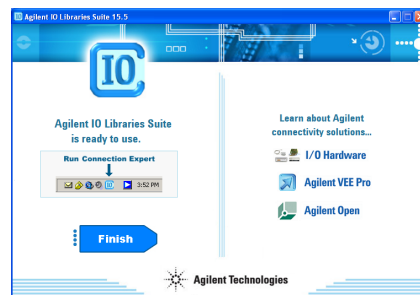 Agilent IO Libraries Suite 15.5
IO
Agilent IO Libraries Suite
is ready to use.
Run Connection Expert
IO
3:52 PM
Finish
Learn about Agilent
connectivity solutions...
I/O Hardware
Agilent VEE Pro
Agilent Open
Agilent Technologies